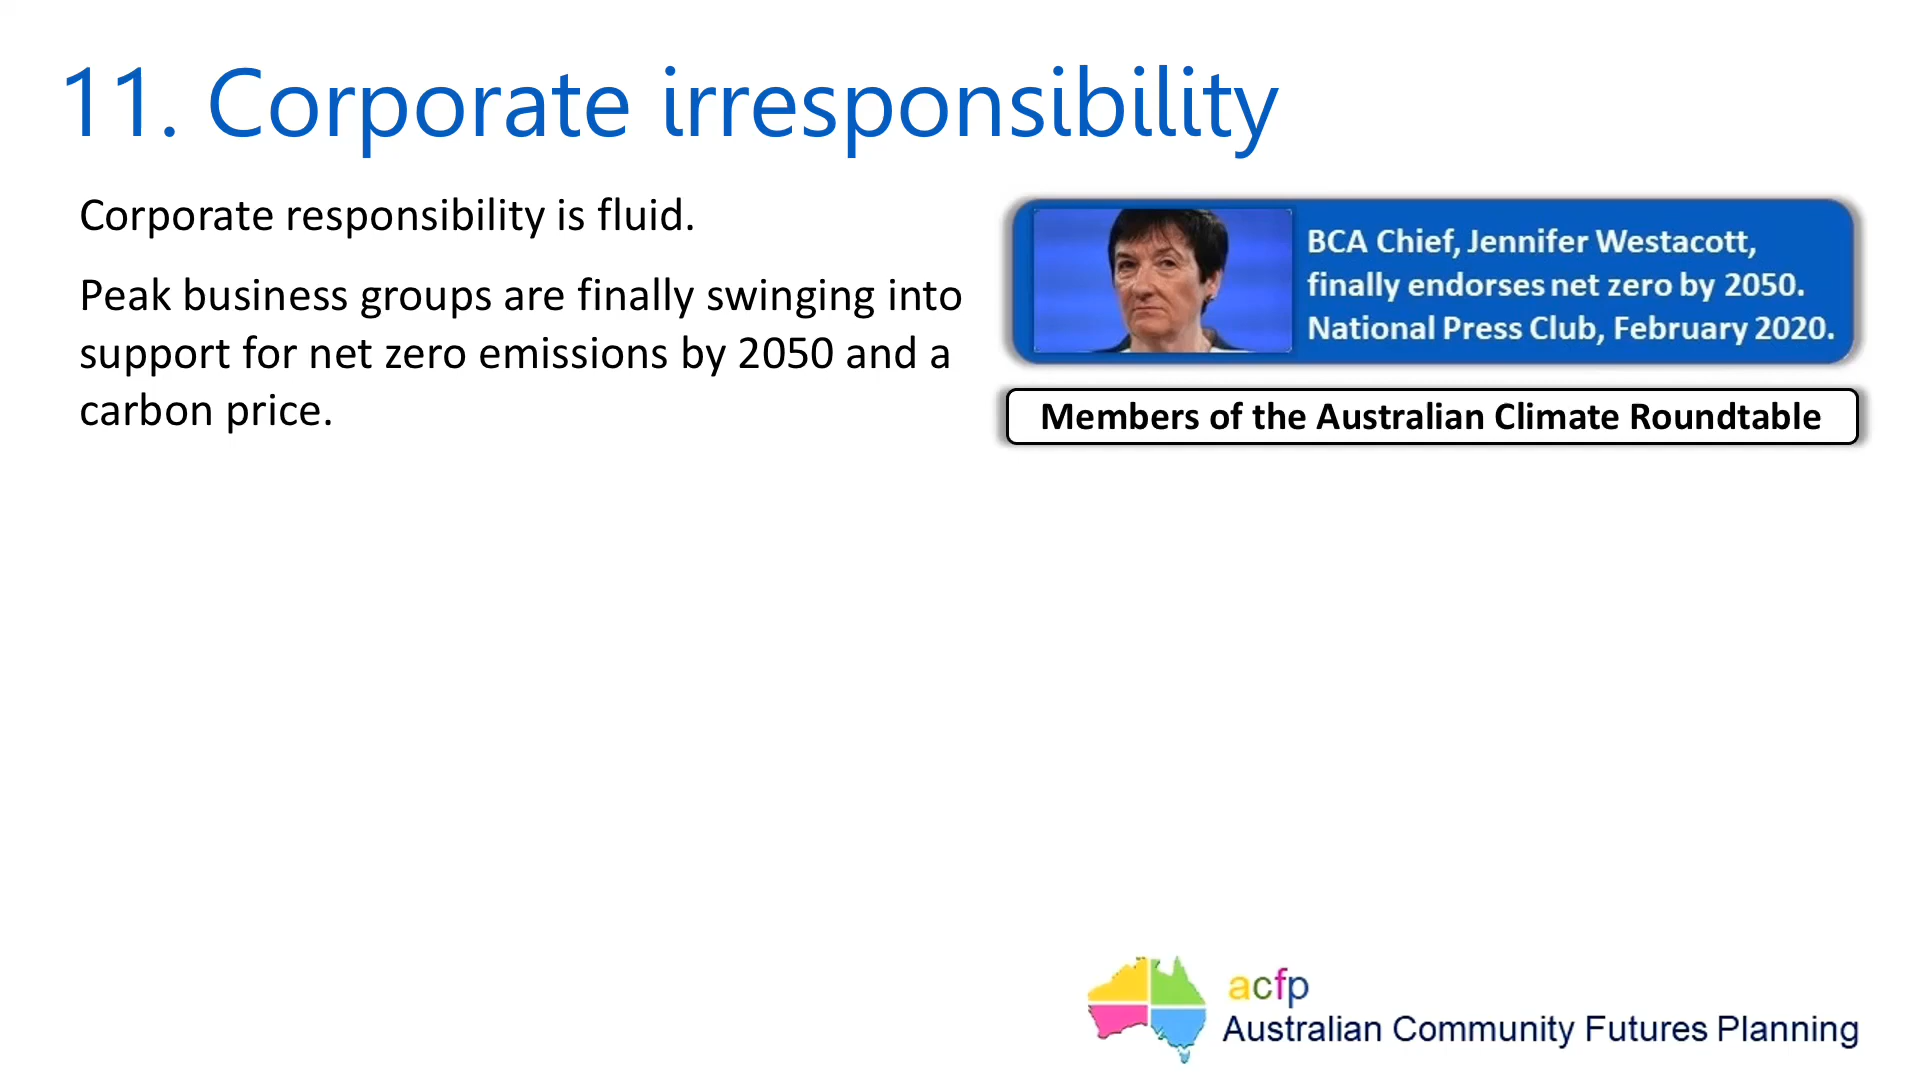 11. Corporate irresponsibility
Corporate responsibility is fluid.
Peak business groups are finally swinging into
support for net zero emissions by 2050 and a
carbon price.
BCA Chief, Jennifer Westacott,
finally endorses net zero by 2050.
National Press Club, February 2020.
Members of the Australian Climate Roundtable
acfp
Australian Community Futures Planning